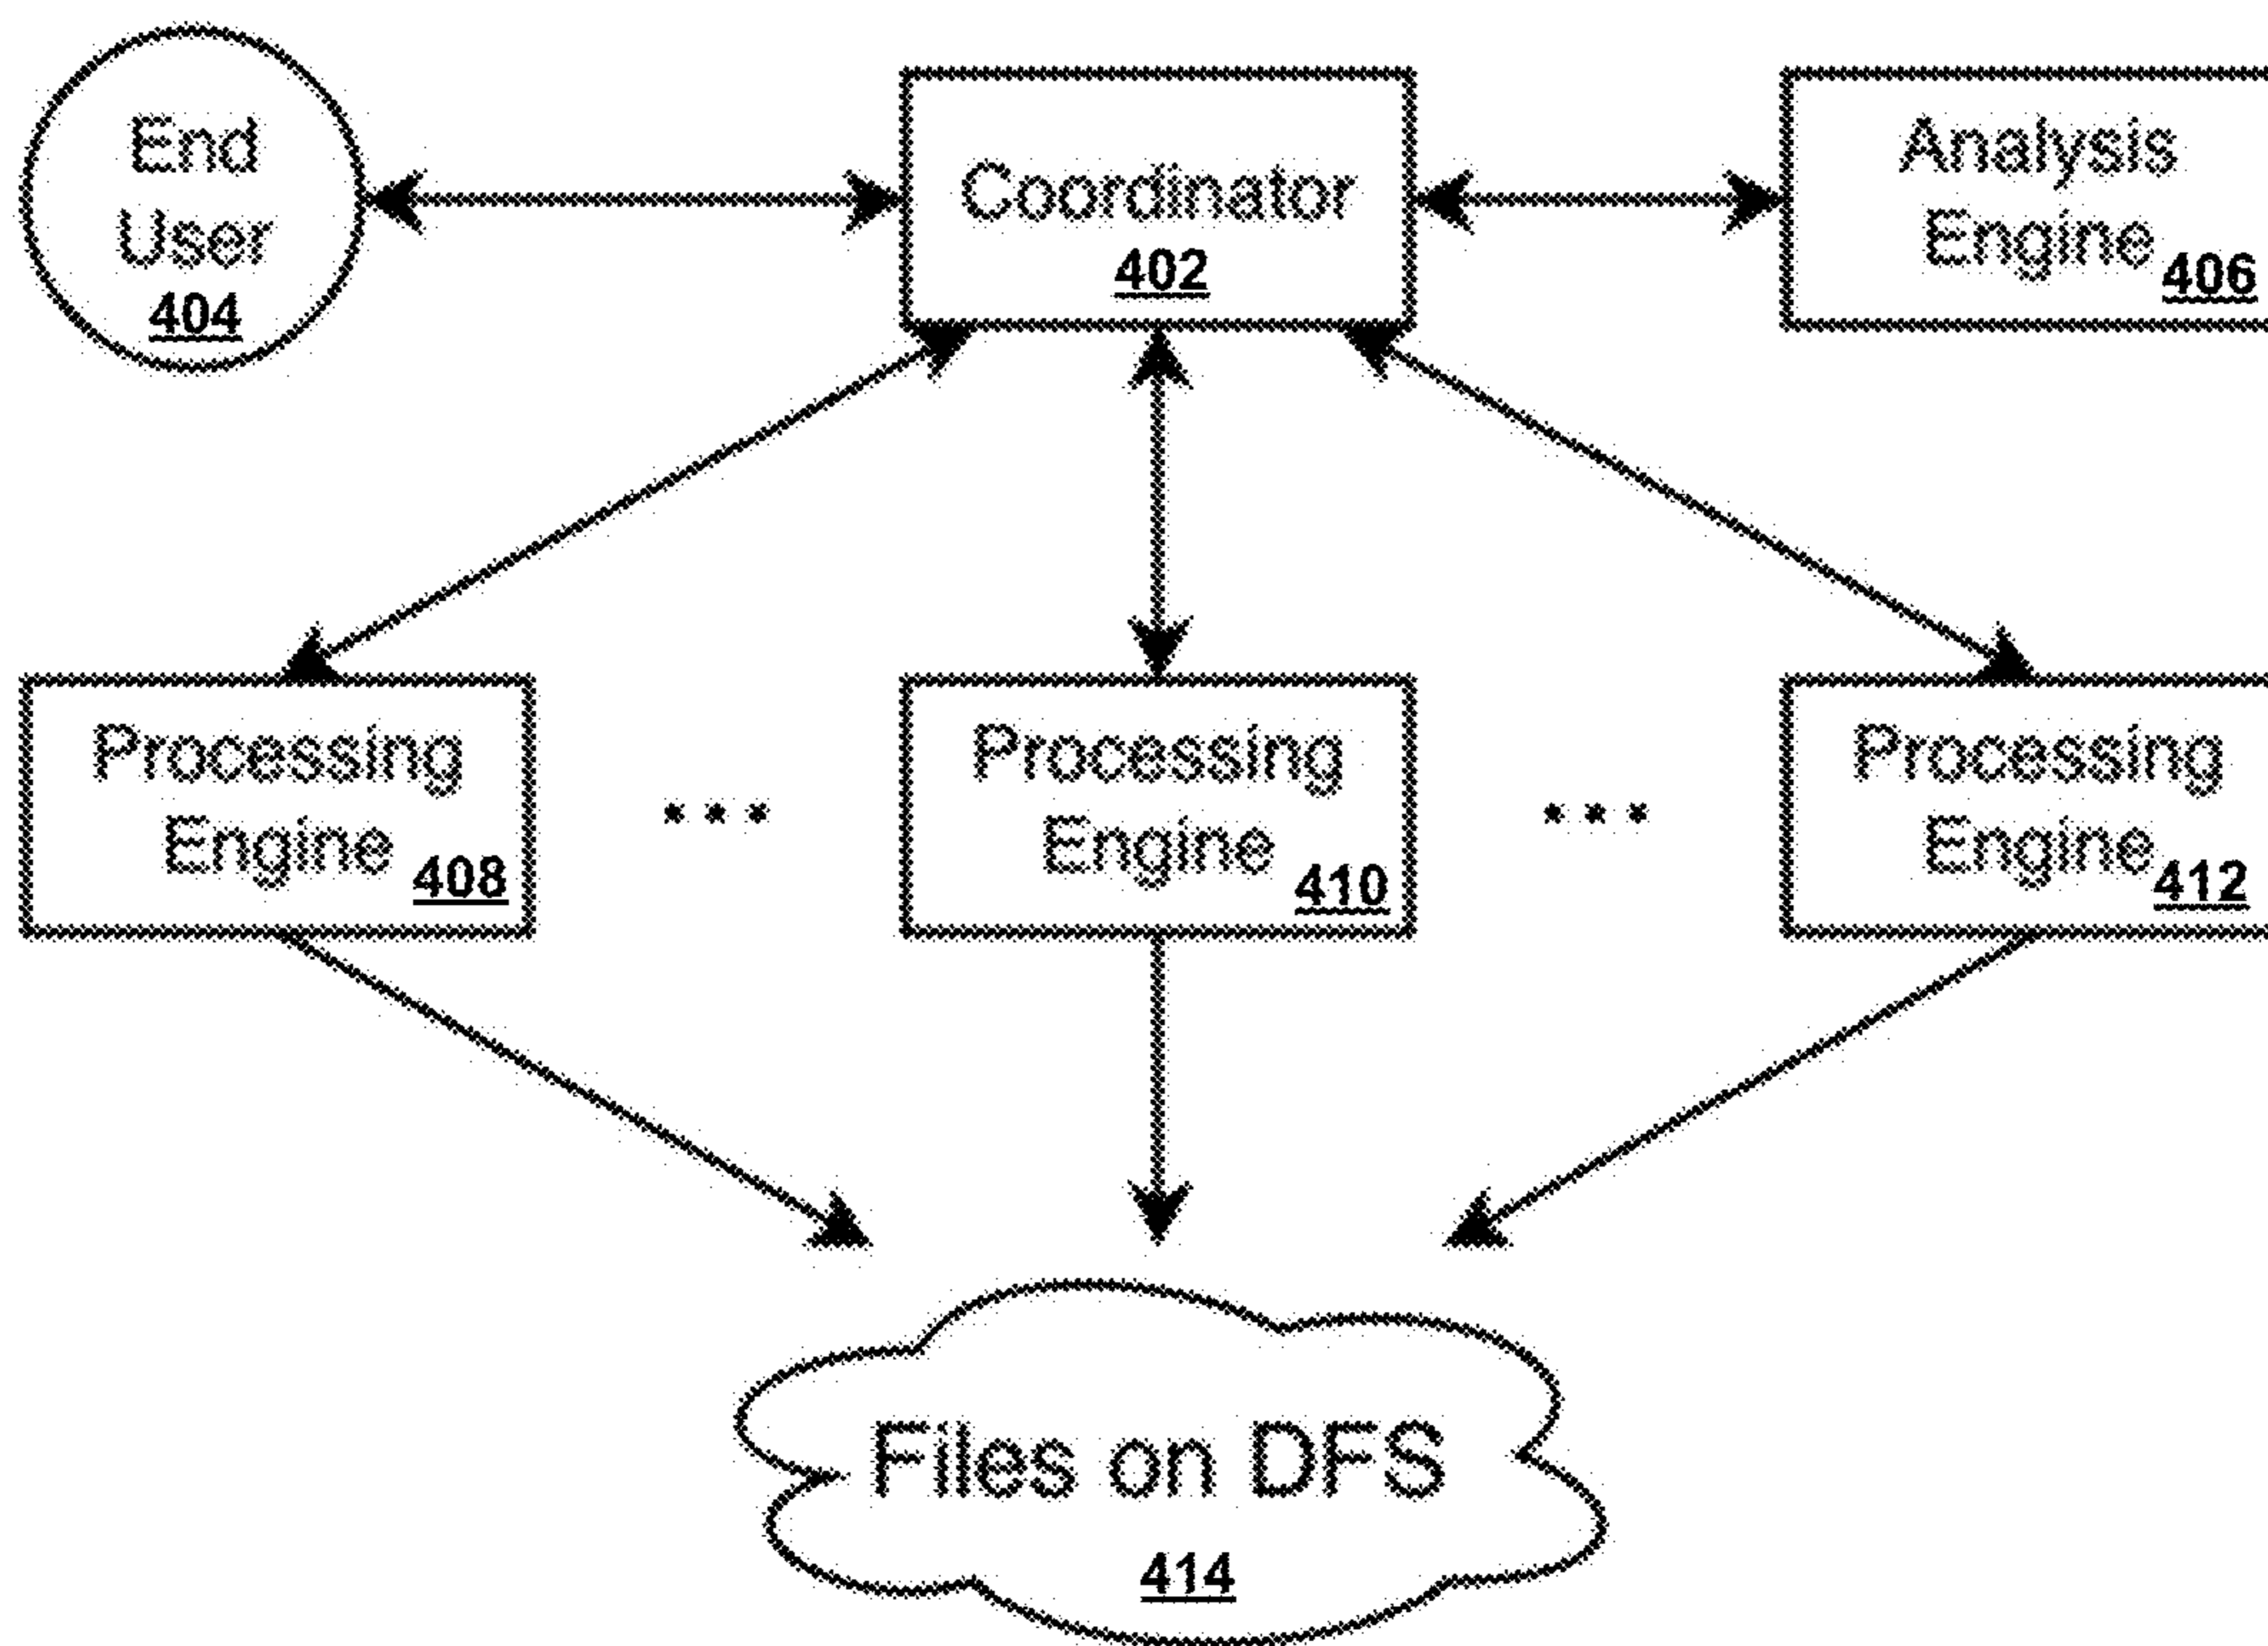 End
User
404
Coordinator
402
Analysis
Engine
406
Processing
Engine
408
...
Processing
Engine
410
...
Processing
Engine
412
Files on DFS
414